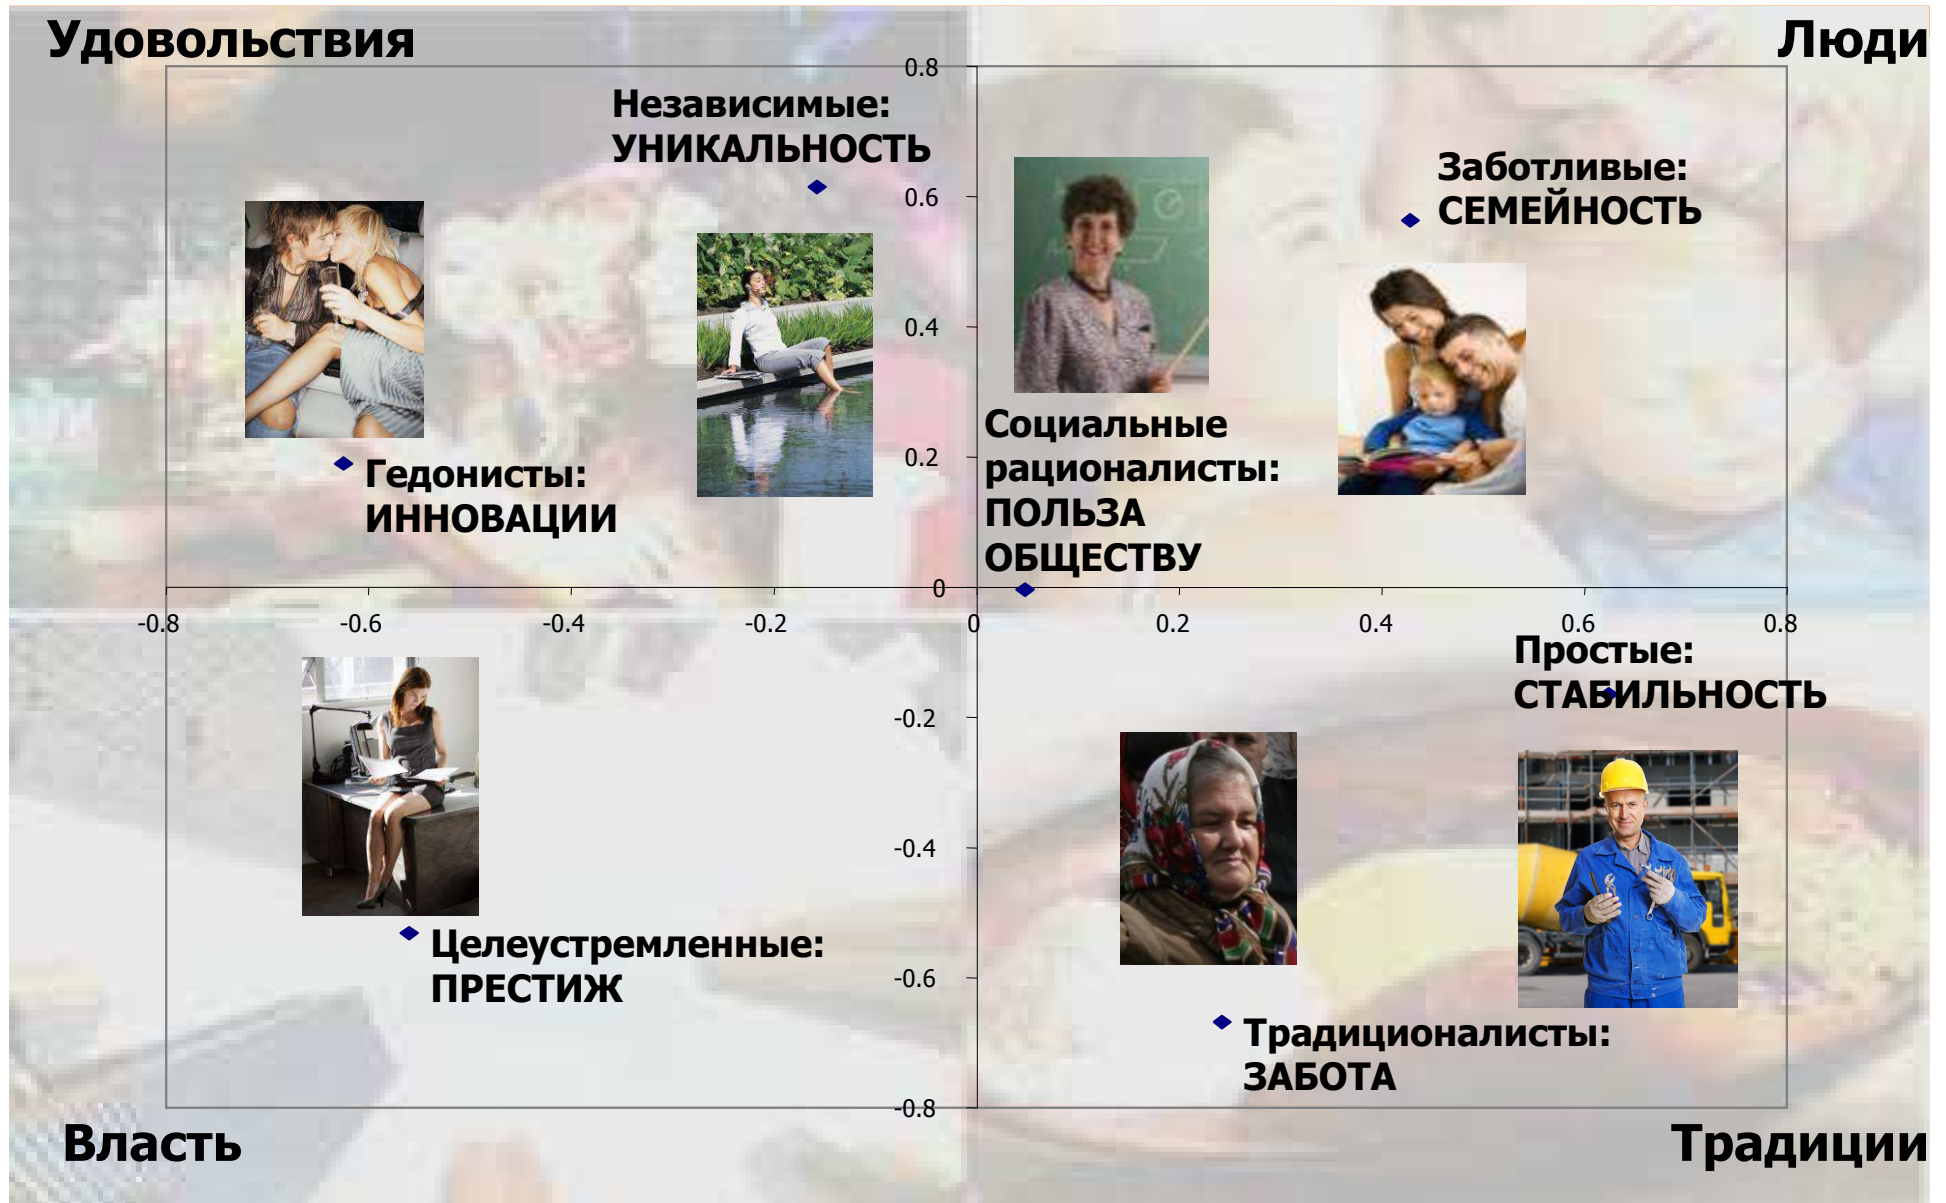 Удовольствия
Люди
0.8
Независимые:
УНИКАЛЬНОСТЬ
Заботливые:
СЕМЕЙНОСТЬ
0.6
0.4
Социальные
рационалисты:
ПОЛЬЗА
ОБЩЕСТВУ
0.2
Гедонисты:
ИННОВАЦИИ
0
-0.8
-0.6
-0.4
-0.2
0
0.2
0.4
0.6
0.8
Простые:
СТАБИЛЬНОСТЬ
-0.2
-0.4
Целеустремленные:
ПРЕСТИЖ
-0.6
Традиционалисты:
ЗАБОТА
-0.8
Власть
Традиции